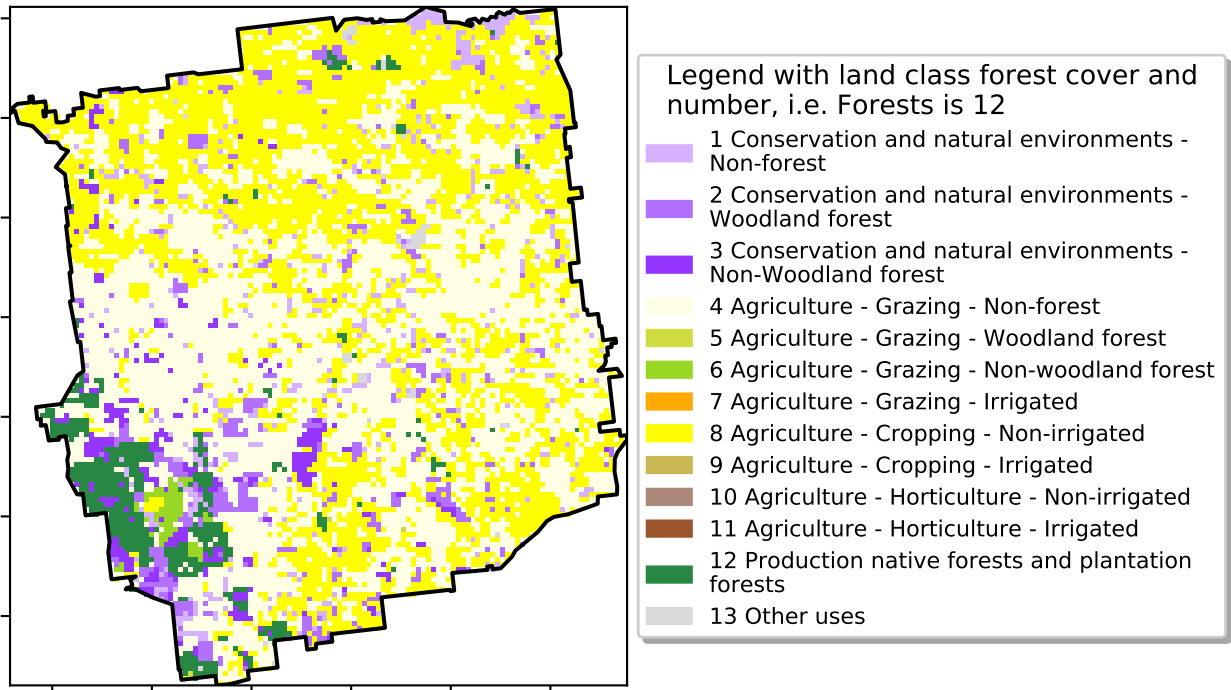 Legend with land class forest cover and
number, i.e. Forests is 12
1 Conservation and natural environments -
Non-forest
2 Conservation and natural environments -
Woodland forest
3 Conservation and natural environments -
Non-Woodland forest
4 Agriculture - Grazing - Non-forest
5 Agriculture - Grazing - Woodland forest
6 Agriculture - Grazing - Non-woodland forest
7 Agriculture - Grazing - Irrigated
8 Agriculture - Cropping - Non-irrigated
9 Agriculture - Cropping - Irrigated
10 Agriculture - Horticulture - Non-irrigated
11 Agriculture - Horticulture - Irrigated
12 Production native forests and plantation
forests
13 Other uses